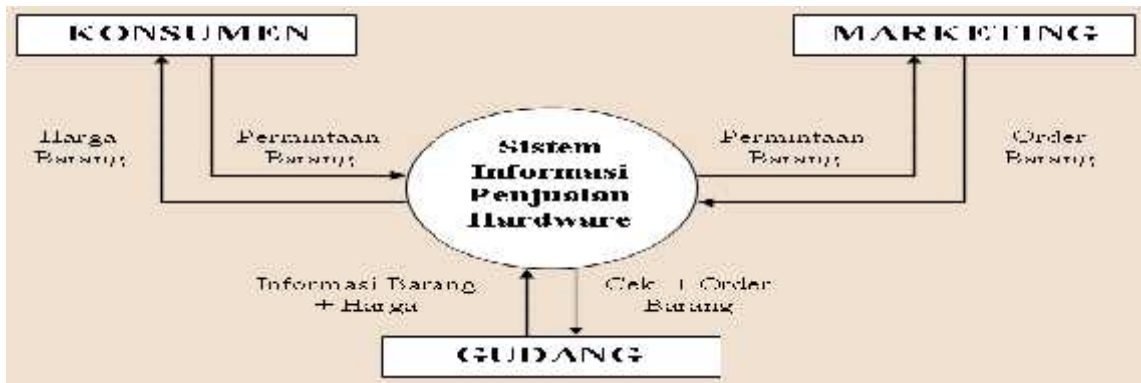 KONSUMEN
MARKETING
Harga
Barang
Permintaan
Barang
Sistem
Informasi
Penjualan
Hardware
Permintaan
Barang
Order
Barang
Informasi Barang
+ Harga
Cek + Order
Barang
GUDANG